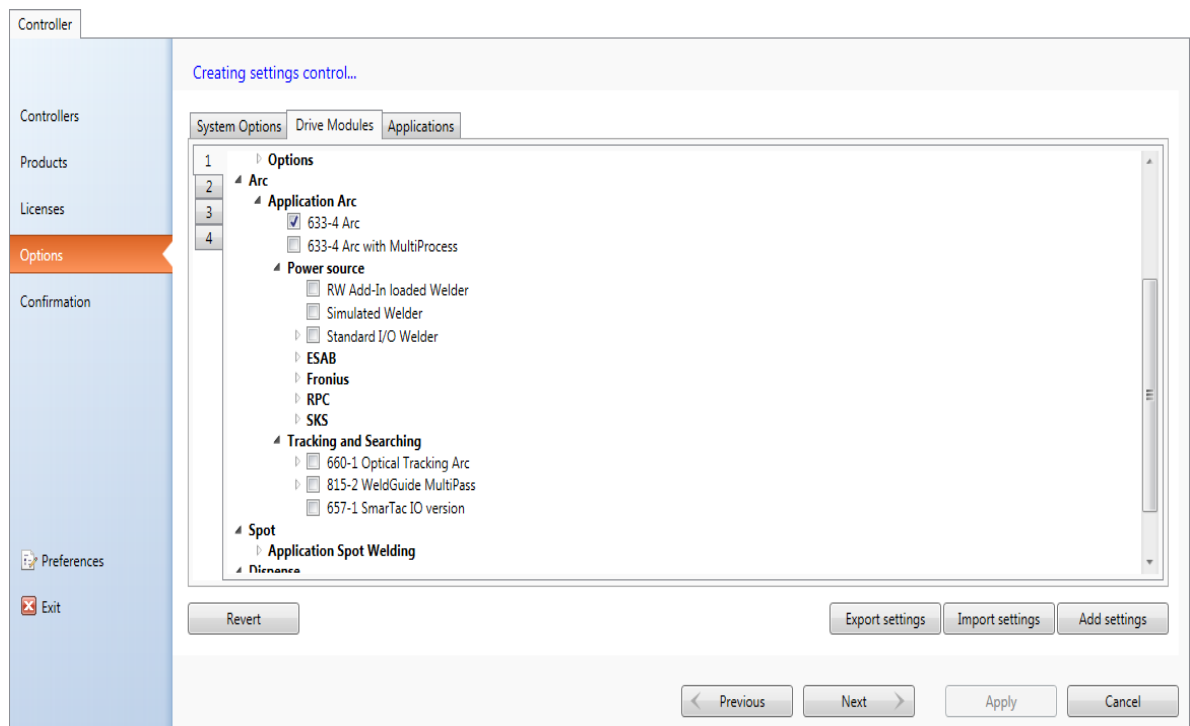 Controller
Creating settings control...
Controllers
Products
Licenses
Options
Confirmation
Preferences
Exit
System Options
Drive Modules
Applications
1
2
3
4
Options
Arc
Application Arc
633-4 Arc
633-4 Arc with MultiProcess
Power source
RW Add-In loaded Welder
Simulated Welder
Standard I/O Welder
ESAB
Fronius
RPC
SKS
Tracking and Searching
660-1 Optical Tracking Arc
815-2 WeldGuide MultiPass
657-1 SmarTac IO version
Spot
Application Spot Welding
Dispense
Revert
Export settings
Import settings
Add settings
Previous
Next
Apply
Cancel